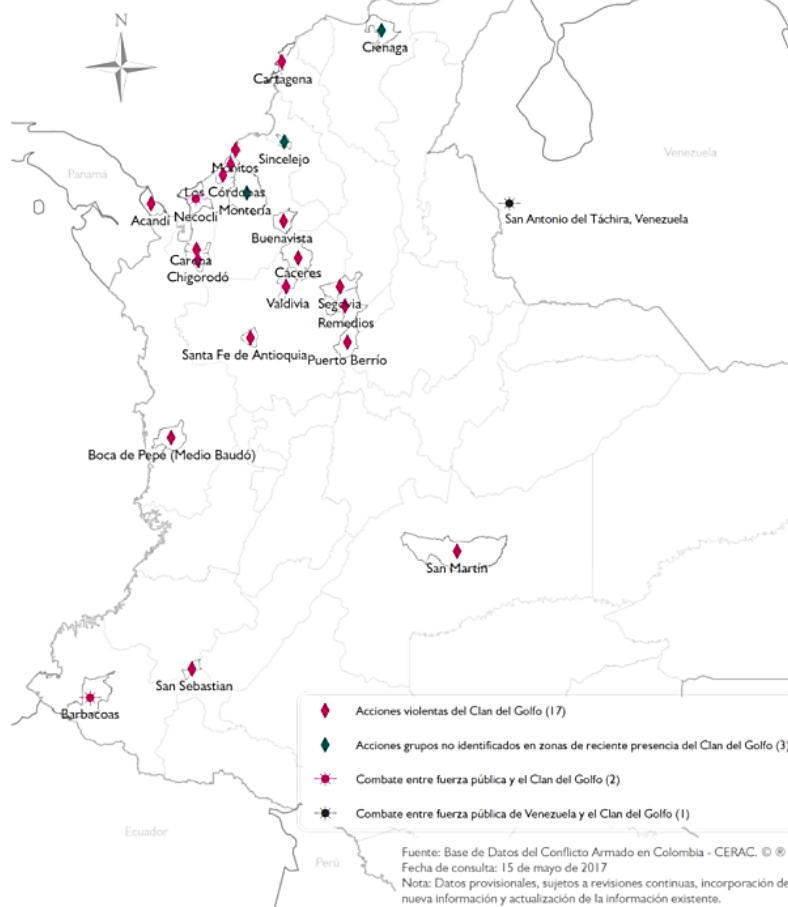 N
Cienaga
Cartagena
Venezuela
Sincelejo
Moñitos
Panamá
Los Córdobas
Montería
Necoclí
Acandí
San Antonio del Táchira, Venezuela
Buenavista
Carepa
Cáceres
Chigorodó
Valdivia
Segovia
Remedios
Santa Fe de Antioquia
Puerto Berrío
Boca de Pepé (Medio Baudó)
San Martín
San Sebastian
Barbacoas
Acciones violentas del Clan del Golfo (17)
Acciones grupos no identificados en zonas de reciente presencia del Clan del Golfo (3)
Combate entre fuerza pública y el Clan del Golfo (2)
Combate entre fuerza pública de Venezuela y el Clan del Golfo (1)
Ecuador
Perú
Fuente: Base de Datos del Conflicto Armado en Colombia - CERAC. © ®
Fecha de consulta: 15 de mayo de 2017
Nota: Datos provisionales, sujetos a revisiones continuas, incorporación de
nueva información y actualización de la información existente.